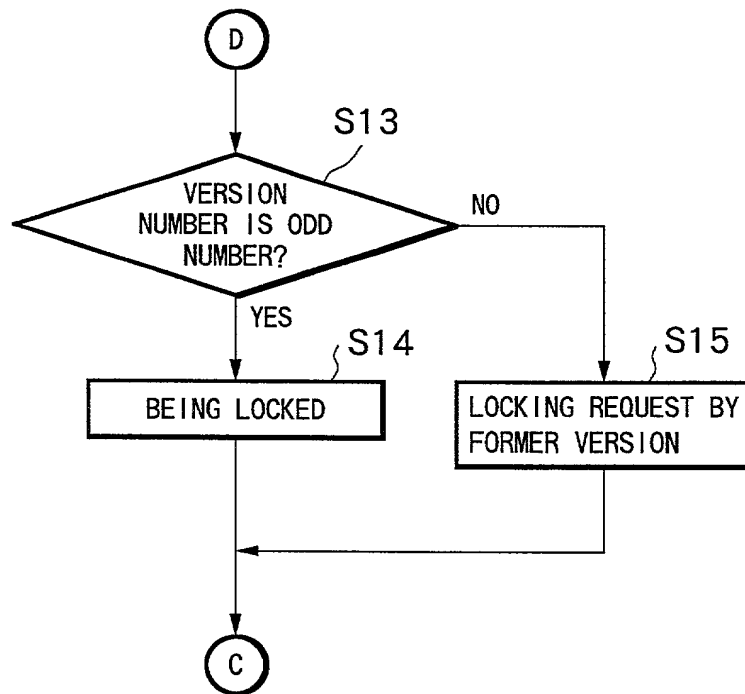 D
S13
VERSION
NUMBER IS ODD
NUMBER?
NO
YES
S14
BEING LOCKED
S15
LOCKING REQUEST BY
FORMER VERSION
C